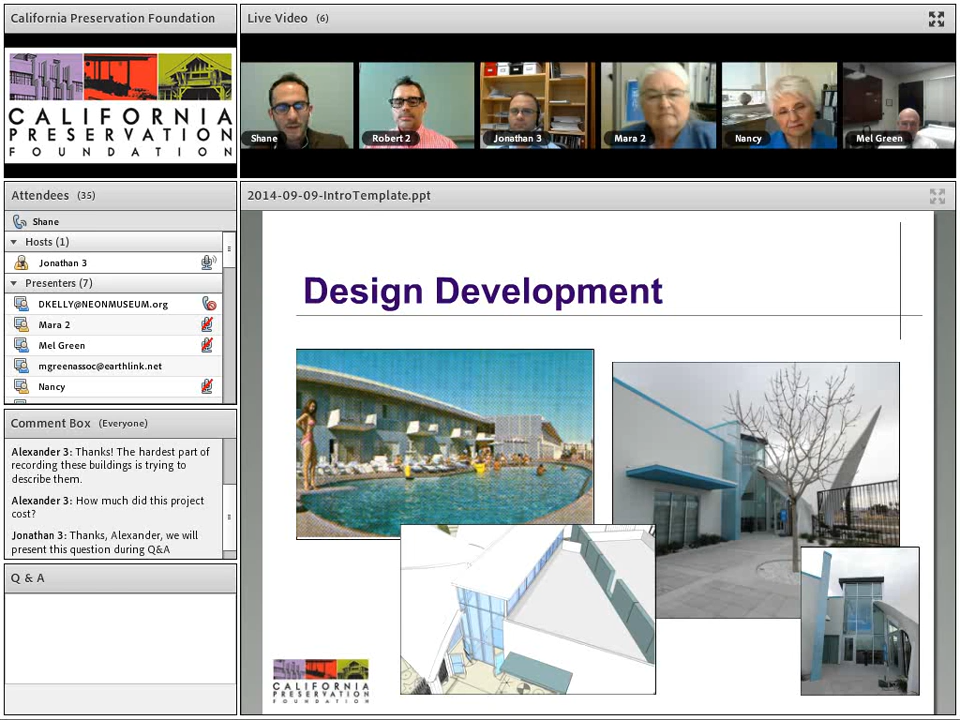 California Preservation Foundation
CALIFORNIA
PRESERVATION
FOUNDATION
Live Video (6)
Shane
Robert 2
Jonathan 3
Mara 2
Nancy
Mel Green
Attendees (35)
Shane
Hosts (1)
Jonathan 3
Presenters (7)
DKELLY@NEONMUSEUM.org
Mara 2
Mel Green
mgreenassoc@earthlink.net
Nancy
Comment Box (Everyone)
Alexander 3: Thanks! The hardest part of
recording these buildings is trying to
describe them.
Alexander 3: How much did this project
cost?
Jonathan 3: Thanks, Alexander, we will
present this question during Q&A
Q & A
2014-09-09-IntroTemplate.ppt
Design Development
CALIFORNIA
PRESERVATION
FOUNDATION